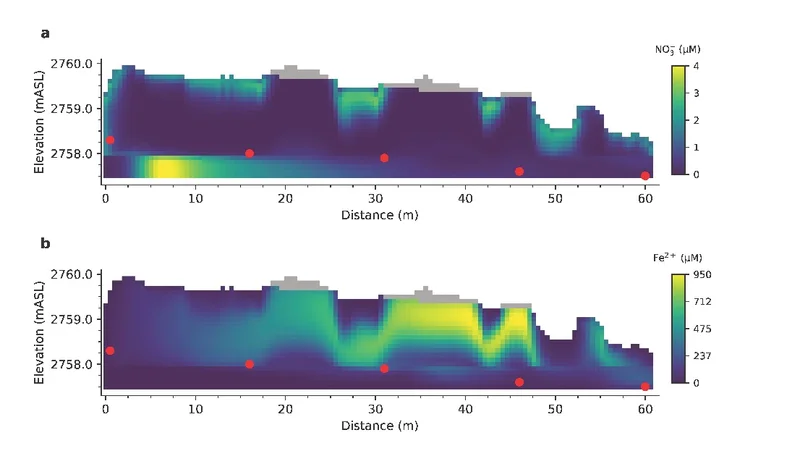 a
NO₃⁻ (μM)
2760.0
2759.0
2758.0
Elevation (mASL)
4
3
2
1
0
0 10 20 30 40 50 60
Distance (m)
b
Fe²⁺ (μM)
2760.0
2759.0
2758.0
Elevation (mASL)
950
712
475
237
0
0 10 20 30 40 50 60
Distance (m)